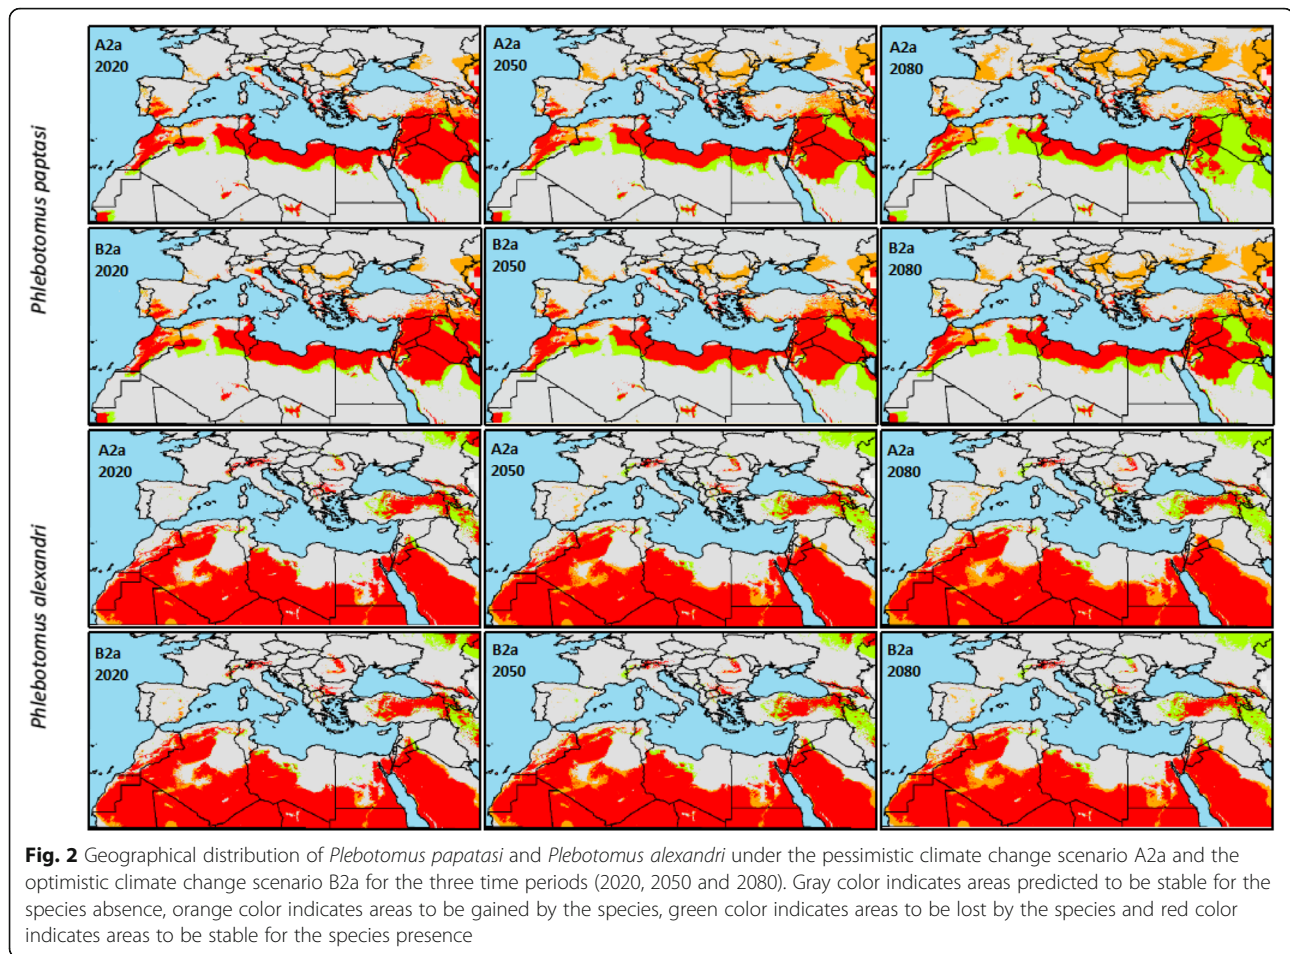 Phlebotomus paptasi
A2a
2020
A2a
2050
A2a
2080
B2a
2020
B2a
2050
B2a
2080
Phlebotomus alexandri
A2a
2020
A2a
2050
A2a
2080
B2a
2020
B2a
2050
B2a
2080
Fig. 2 Geographical distribution of Plebotomus papatasi and Plebotomus alexandri under the pessimistic climate change scenario A2a and the
optimistic climate change scenario B2a for the three time periods (2020, 2050 and 2080). Gray color indicates areas predicted to be stable for the
species absence, orange color indicates areas to be gained by the species, green color indicates areas to be lost by the species and red color
indicates areas to be stable for the species presence